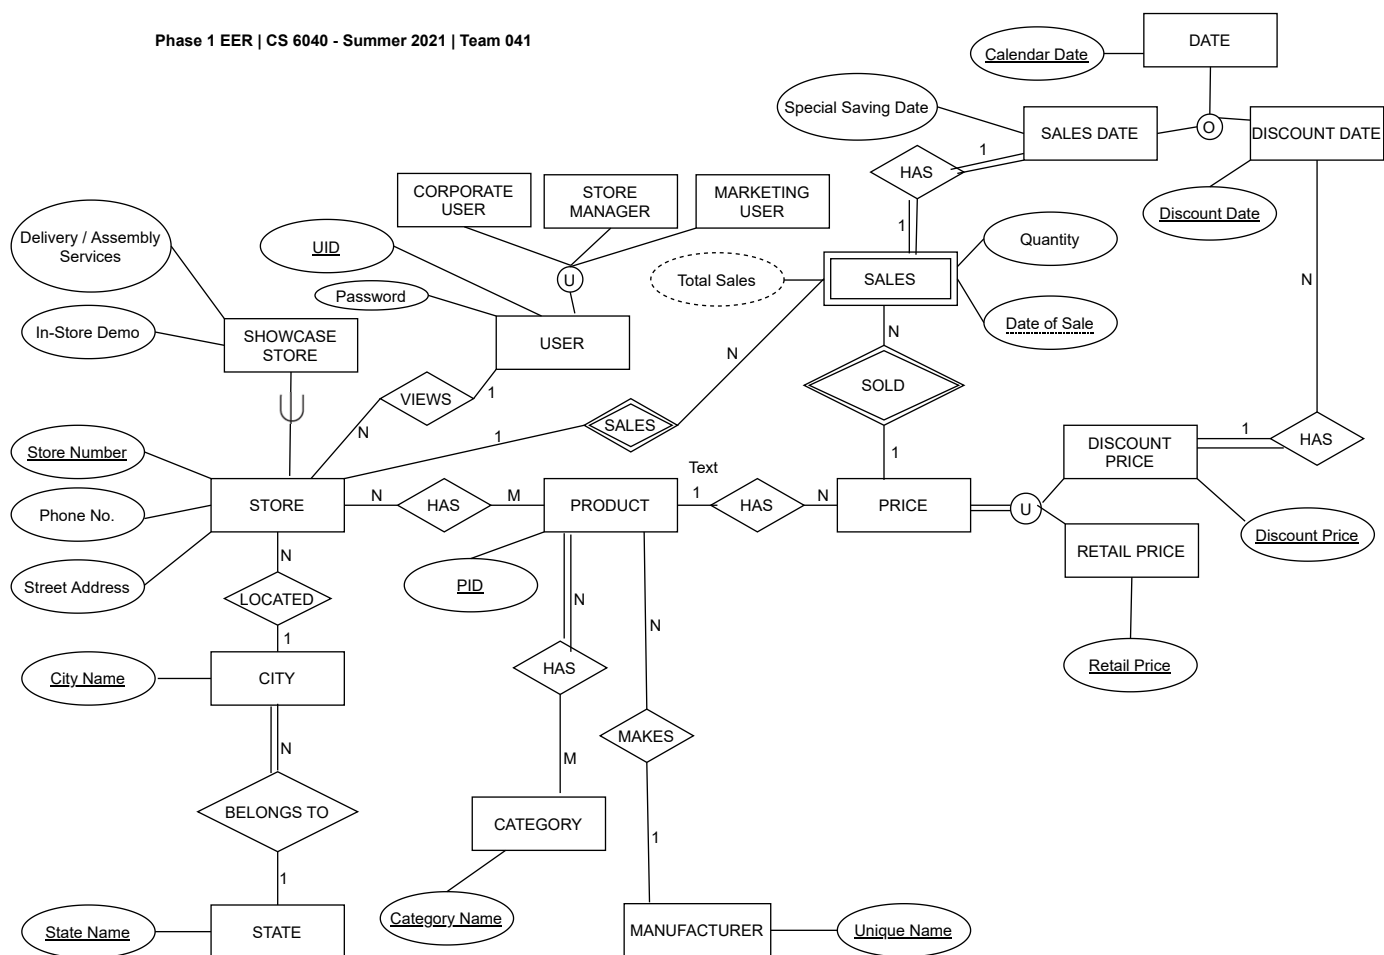 Phase 1 EER | CS 6040 - Summer 2021 | Team 041
DATE
Calendar Date
Special Saving Date
SALES DATE
O
DISCOUNT DATE
1
HAS
CORPORATE
USER
STORE
MANAGER
MARKETING
USER
Discount Date
Delivery / Assembly
Services
UID
1
Quantity
U
Total Sales
SALES
N
Password
In-Store Demo
SHOWCASE
STORE
USER
Date of Sale
N
N
VIEWS
1
SOLD
N
SALES
1
1
HAS
Store Number
DISCOUNT
PRICE
1
Text
STORE
N
HAS
M
PRODUCT
1
HAS
N
PRICE
U
Phone No.
Discount Price
RETAIL PRICE
N
Street Address
PID
LOCATED
N
N
1
City Name
CITY
HAS
Retail Price
N
MAKES
M
BELONGS TO
CATEGORY
1
1
Category Name
State Name
STATE
MANUFACTURER
Unique Name